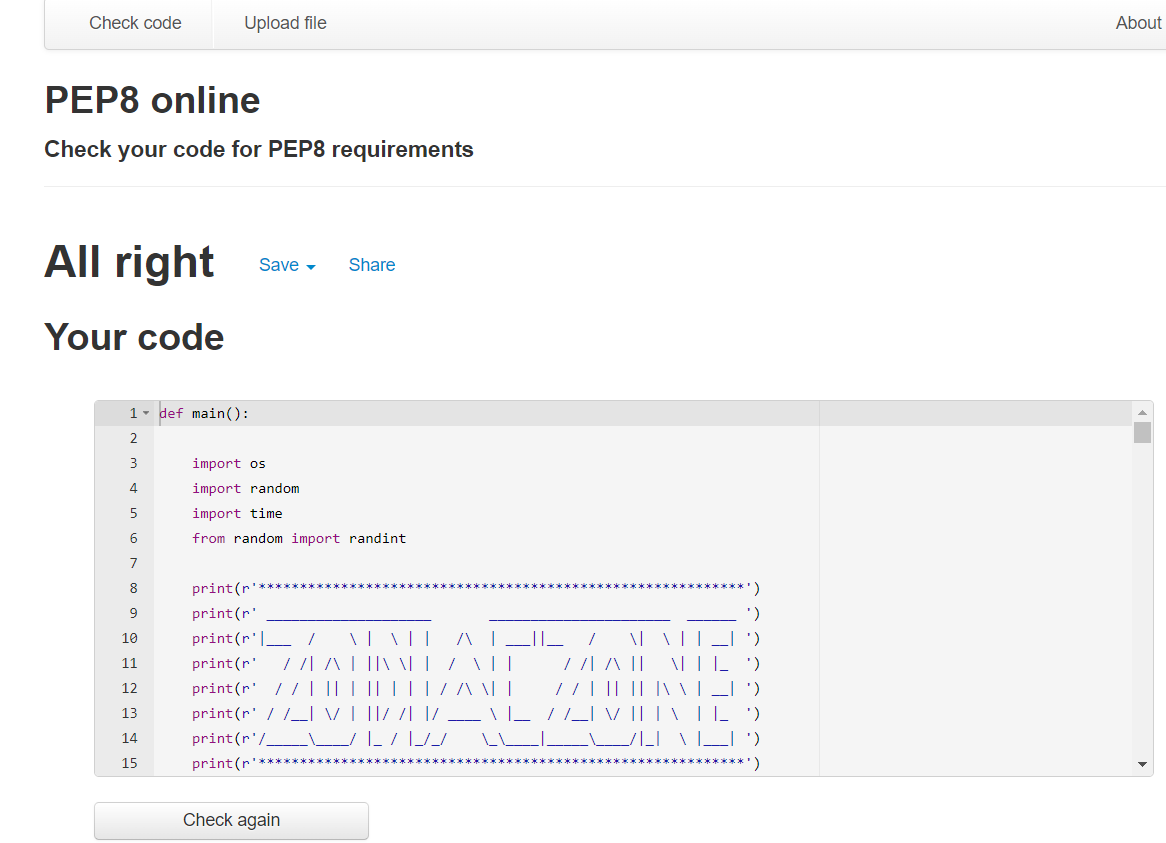 Check code Upload file About
PEP8 online
Check your code for PEP8 requirements
All right Save Share
Your code
1 def main():
2
3     import os
4     import random
5     import time
6     from random import randint
7
8     print(r'***********************************************************')
9     print(r' ____________________       ______________________  ______ ')
10     print(r'|___  /    \ |  \ | |   /\  | ___||__   /    \|  \ | | __| ')
11     print(r'   / /| /\ | ||\ \| |  /  \ | |      / /| /\ ||   \| | |_  ')
12     print(r'  / / | || | || | | | / /\ \| |     / / | || || |\ \ | __| ')
13     print(r' / /__| \/ | ||/ /| |/ ____ \ |__  / /__| \/ || | \  | |_  ')
14     print(r'/_____\____/ |_ / |_/_/    \_\____|_____\____/|_|  \ |___| ')
15     print(r'***********************************************************')
Check again